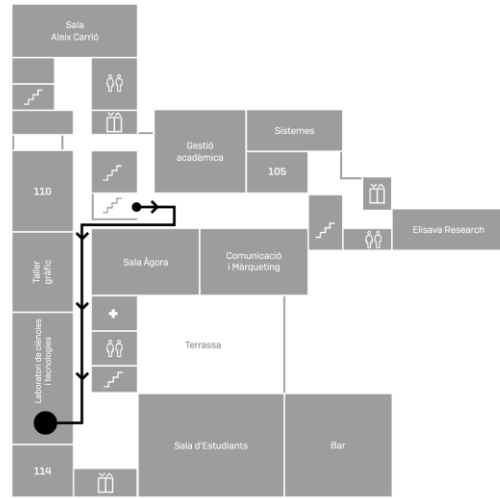 Sala
Aleix Carrió
Gestió
acadèmica
Sistemes
105
110
Elisava Research
Taller
gràfic
Sala Àgora
Comunicació
i Màrqueting
Laboratori de ciències
i tecnologies
Terrassa
114
Sala d'Estudiants
Bar